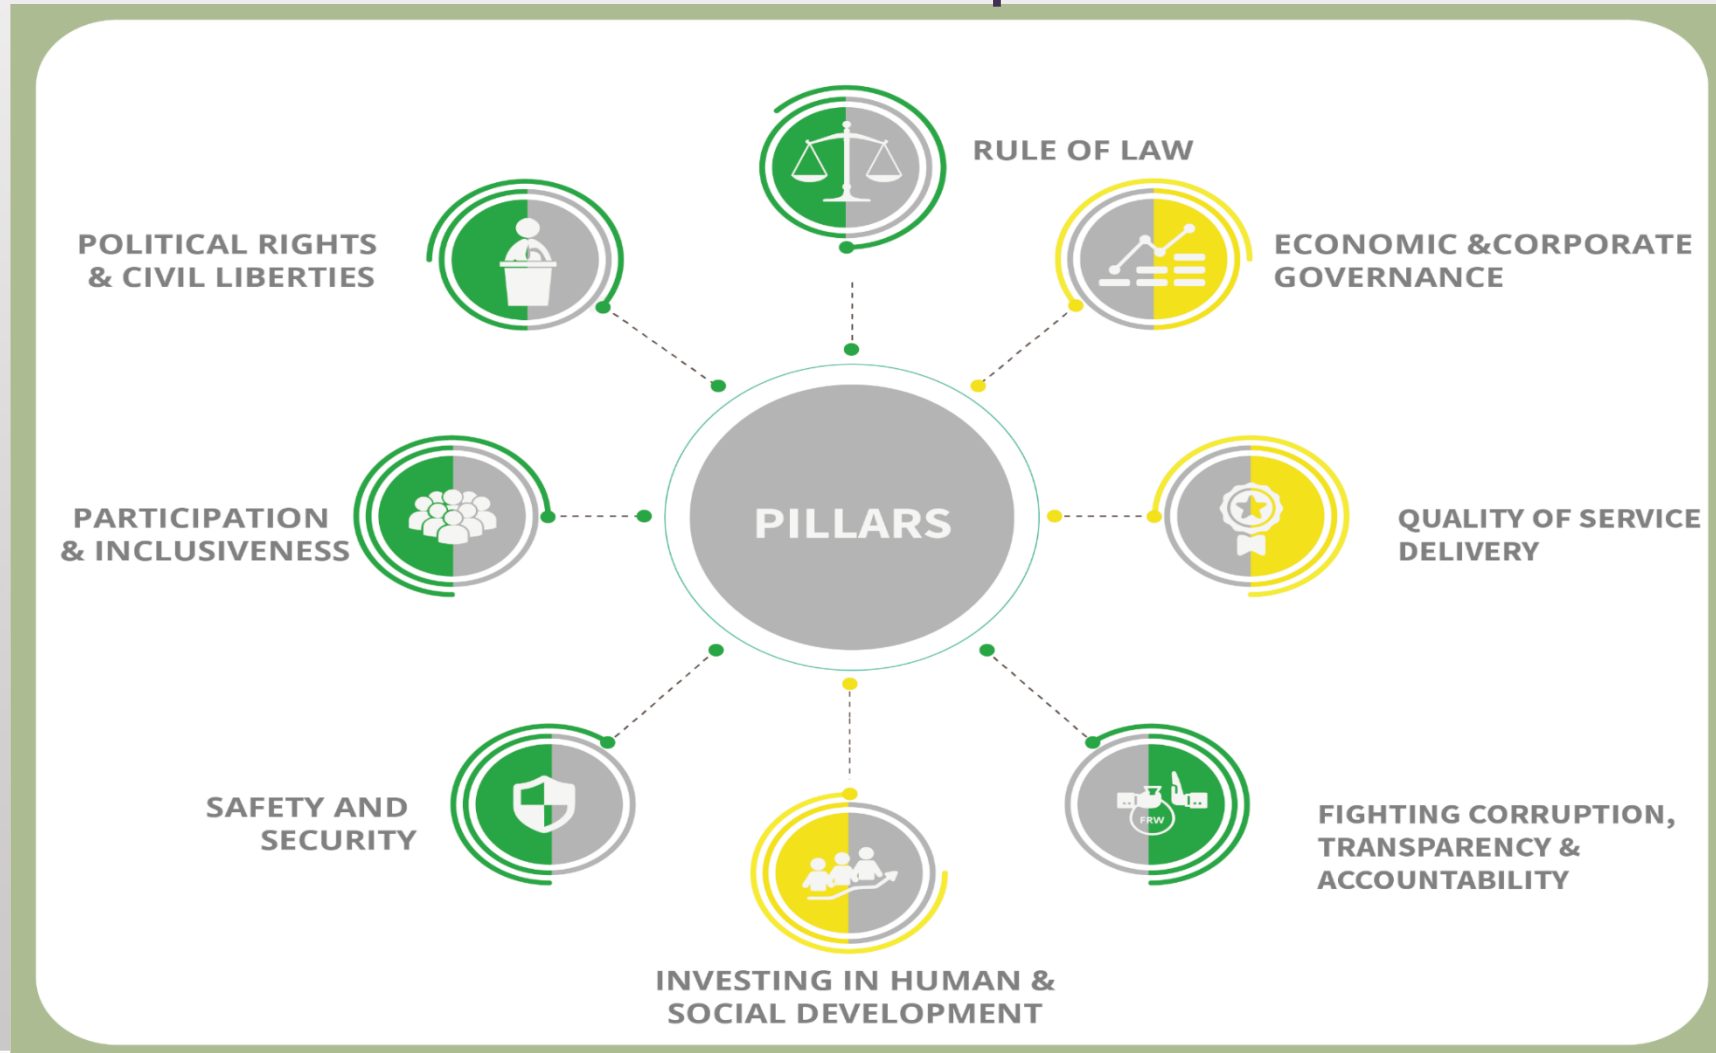 RULE OF LAW
POLITICAL RIGHTS
& CIVIL LIBERTIES
ECONOMIC &CORPORATE
GOVERNANCE
PARTICIPATION
& INCLUSIVENESS
PILLARS
QUALITY OF SERVICE
DELIVERY
SAFETY AND
SECURITY
FRW
FIGHTING CORRUPTION,
TRANSPARENCY &
ACCOUNTABILITY
INVESTING IN HUMAN &
SOCIAL DEVELOPMENT